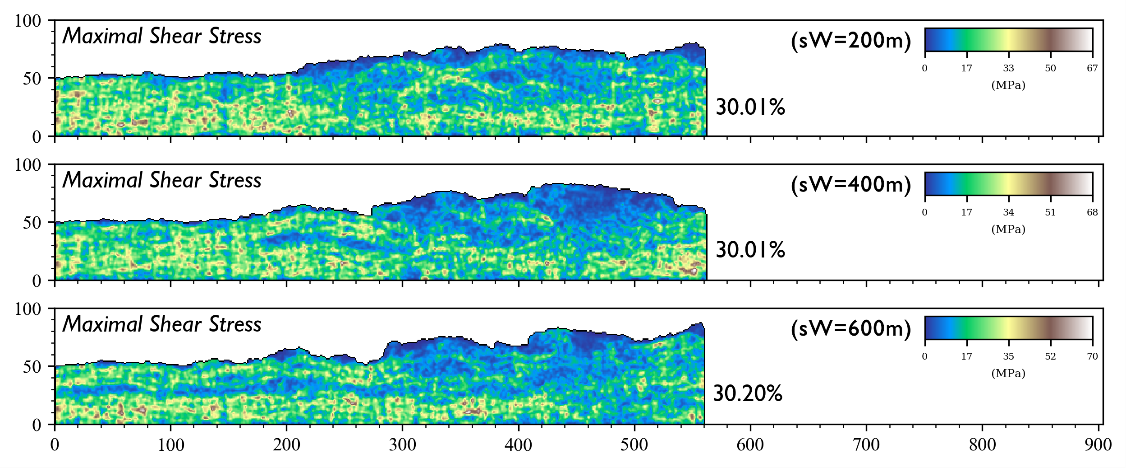 100
Maximal Shear Stress
(sW=200m)
0 17 33 50 67
(MPa)
50
30.01%
0
100
Maximal Shear Stress
(sW=400m)
0 17 34 51 68
(MPa)
50
30.01%
0
100
Maximal Shear Stress
(sW=600m)
0 17 35 52 70
(MPa)
50
30.20%
0
0 100 200 300 400 500 600 700 800 900